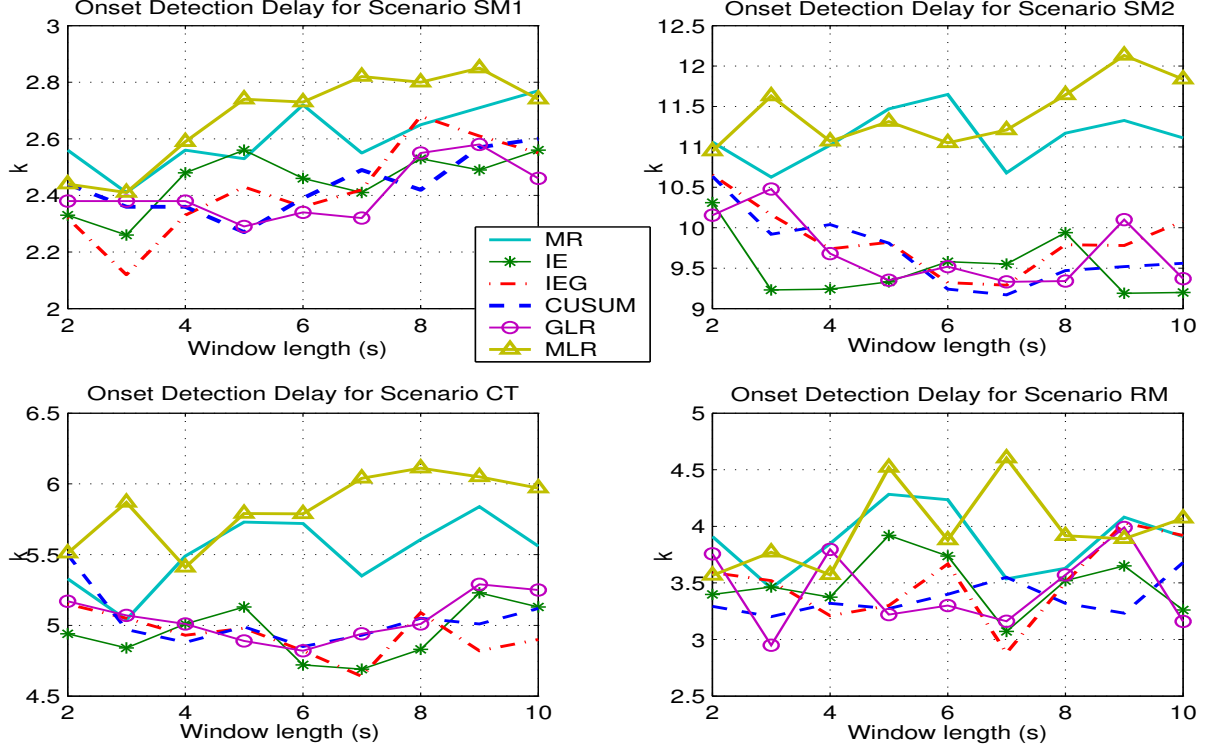 Onset Detection Delay for Scenario SM1
3
2.8
2.6
2.4
2.2
2
k
2 4 6 8 10
Window length (s)
MR
IE
IEG
CUSUM
GLR
MLR
Onset Detection Delay for Scenario SM2
12.5
12
11.5
11
10.5
10
9.5
9
k
2 4 6 8 10
Window length (s)
Onset Detection Delay for Scenario CT
6.5
6
5.5
5
4.5
k
2 4 6 8 10
Window length (s)
Onset Detection Delay for Scenario RM
5
4.5
4
3.5
3
2.5
k
2 4 6 8 10
Window length (s)